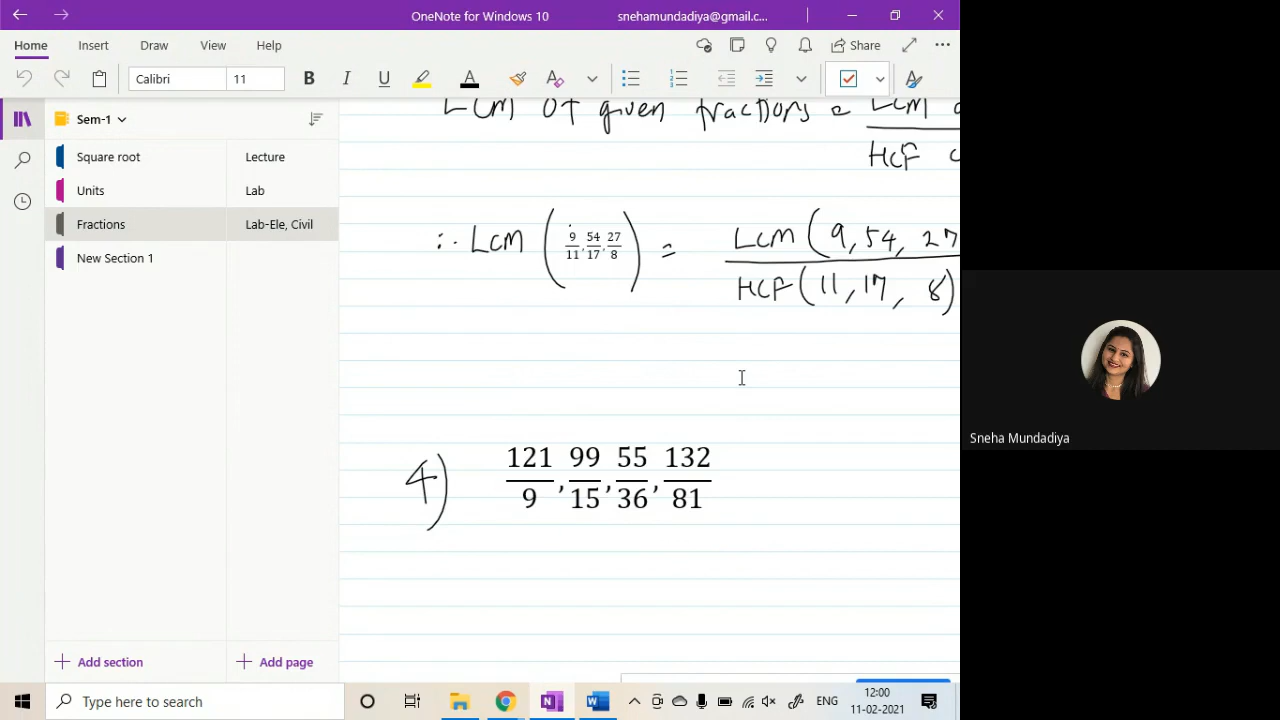 OneNote for Windows 10
snehamundadiya@gmail.c...
Home Insert Draw View Help
Share
Calibri 11 B I U A
Sem-1
Square root Lecture
Units Lab
Fractions Lab-Ele, Civil
New Section 1
LCM of given fractions = LCM
HCF
∴ LCM (9/11, 54/17, 27/8) = LCM (9, 54, 27
HCF (11, 17, 8)
4) 121/9, 99/15, 55/36, 132/81
Sneha Mundadiya
+ Add section + Add page
Type here to search
ENG
12:00
11-02-2021